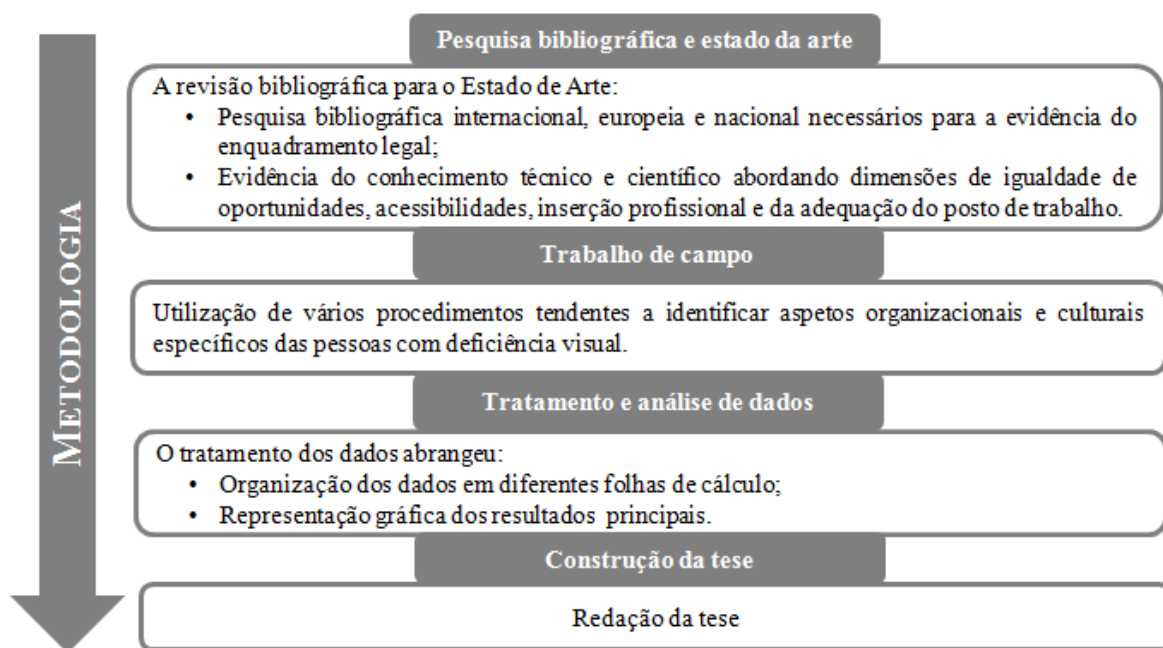 METODOLOGIA
Pesquisa bibliográfica e estado da arte
A revisão bibliográfica para o Estado de Arte:
• Pesquisa bibliográfica internacional, europeia e nacional necessários para a evidência do
enquadramento legal;
• Evidência do conhecimento técnico e científico abordando dimensões de igualdade de
oportunidades, acessibilidades, inserção profissional e da adequação do posto de trabalho.
Trabalho de campo
Utilização de vários procedimentos tendentes a identificar aspetos organizacionais e culturais
específicos das pessoas com deficiência visual.
Tratamento e análise de dados
O tratamento dos dados abrangeu:
• Organização dos dados em diferentes folhas de cálculo;
• Representação gráfica dos resultados principais.
Construção da tese
Redação da tese